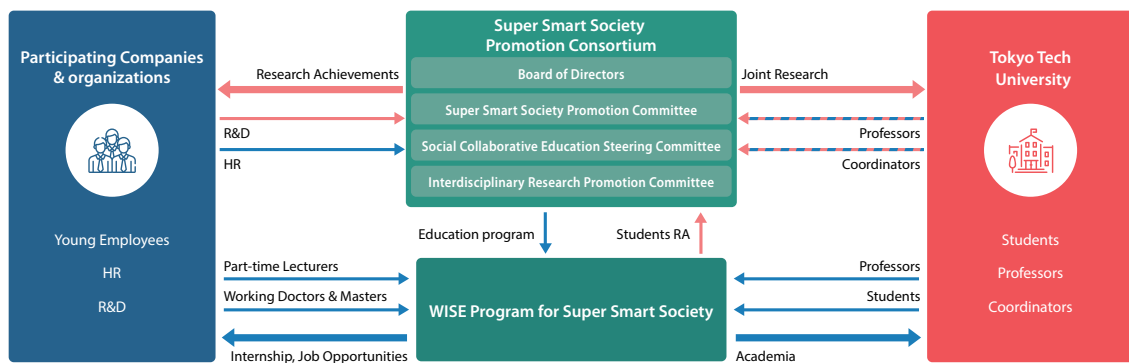 Participating Companies
& organizations
Young Employees
HR
R&D
Research Achievements
R&D
HR
Super Smart Society
Promotion Consortium
Board of Directors
Super Smart Society Promotion Committee
Social Collaborative Education Steering Committee
Interdisciplinary Research Promotion Committee
Joint Research
Professors
Coordinators
Tokyo Tech
University
Students
Professors
Coordinators
Education program
Students RA
Part-time Lecturers
Working Doctors & Masters
Internship, Job Opportunities
WISE Program for Super Smart Society
Professors
Students
Academia